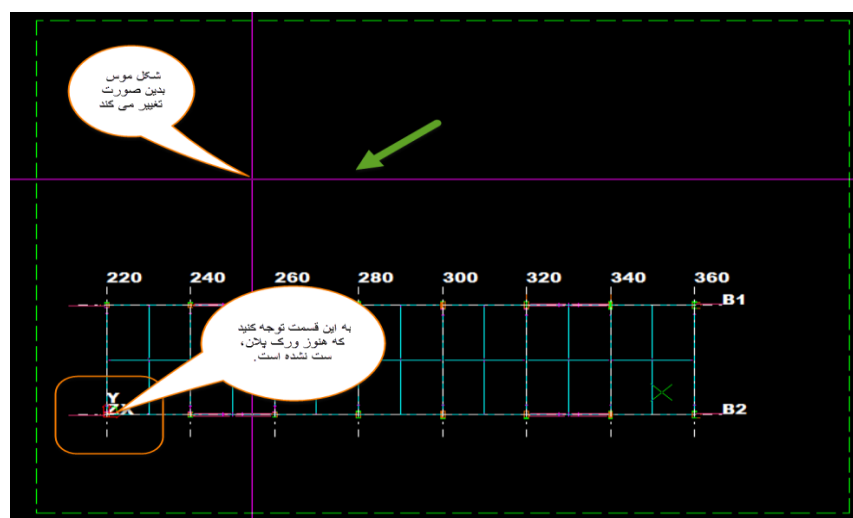 شکل موس
بدین صورت
تغییر می کند
220 240 260 280 300 320 340 360
B1
به این قسمت توجه کنید
که هنوز ورک پلان،
ست نشده است.
Y
ZX
B2